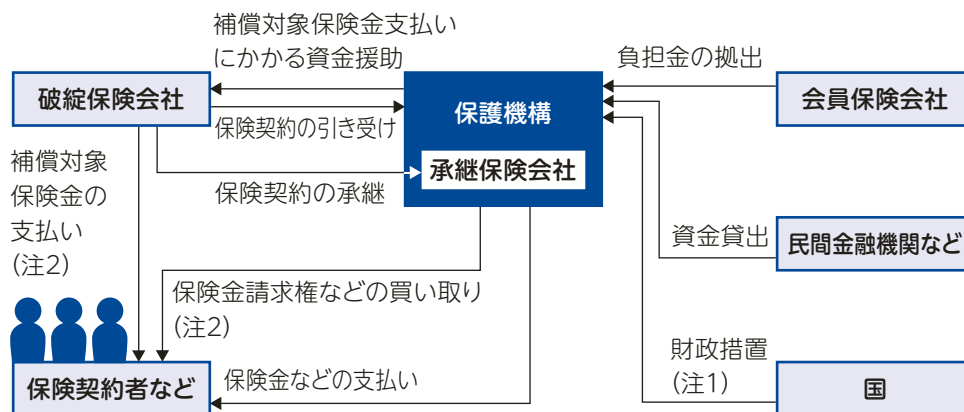 補償対象保険金支払い
にかかる資金援助
負担金の拠出
破綻保険会社
保護機構
会員保険会社
保険契約の引き受け
補償対象
保険金の
支払い
(注2)
承継保険会社
保険契約の承継
資金貸出
民間金融機関など
保険金請求権などの買い取り
(注2)
財政措置
(注1)
保険契約者など
保険金などの支払い
国